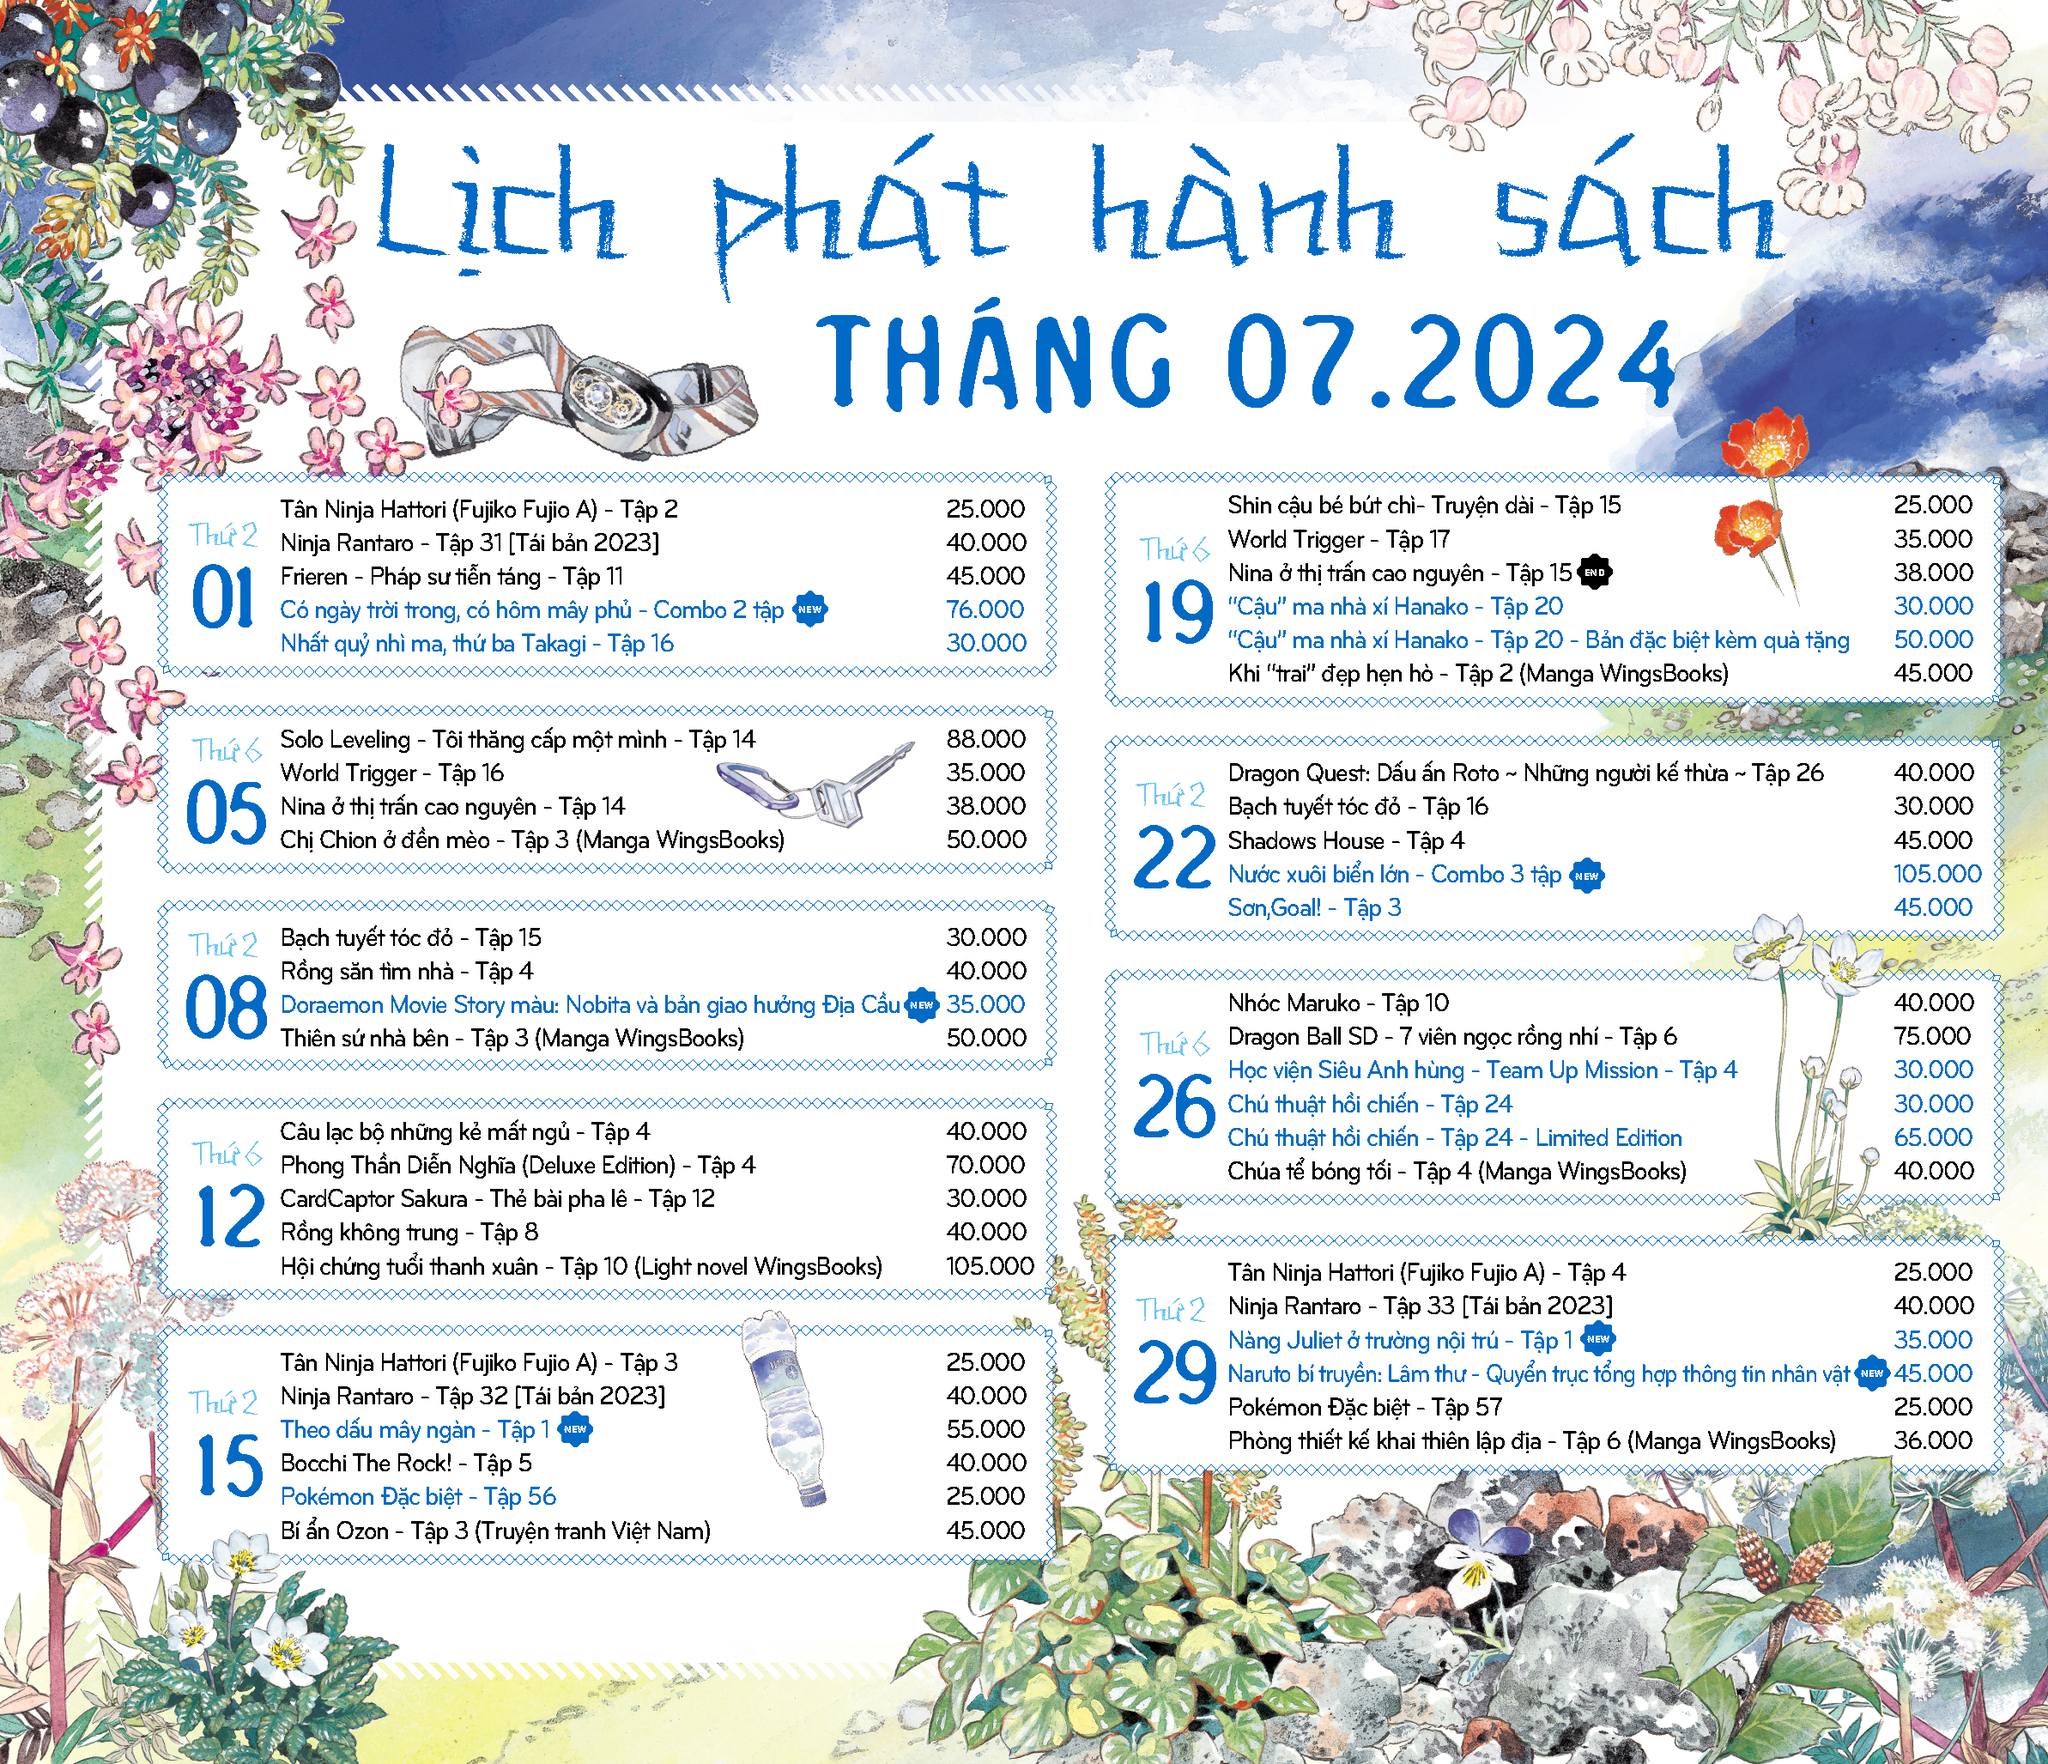 Lịch phát hành sách
THÁNG 07.2024
Thứ 2
01
Tân Ninja Hattori (Fujiko Fujio A) - Tập 2 25.000
Ninja Rantaro - Tập 31 [Tái bản 2023] 40.000
Frieren - Pháp sư tiễn táng - Tập 11 45.000
Có ngày trời trong, có hôm mây phủ - Combo 2 tập NEW 76.000
Nhất quỷ nhì ma, thứ ba Takagi - Tập 16 30.000
Thứ 6
05
Solo Leveling - Tôi thăng cấp một mình - Tập 14 88.000
World Trigger - Tập 16 35.000
Nina ở thị trấn cao nguyên - Tập 14 38.000
Chị Chion ở đền mèo - Tập 3 (Manga WingsBooks) 50.000
Thứ 2
08
Bạch tuyết tóc đỏ - Tập 15 30.000
Rồng săn tìm nhà - Tập 4 40.000
Doraemon Movie Story màu: Nobita và bản giao hưởng Địa Cầu NEW 35.000
Thiên sứ nhà bên - Tập 3 (Manga WingsBooks) 50.000
Thứ 6
12
Câu lạc bộ những kẻ mất ngủ - Tập 4 40.000
Phong Thần Diễn Nghĩa (Deluxe Edition) - Tập 4 70.000
CardCaptor Sakura - Thẻ bài pha lê - Tập 12 30.000
Rồng không trung - Tập 8 40.000
Hội chứng tuổi thanh xuân - Tập 10 (Light novel WingsBooks) 105.000
Thứ 2
15
Tân Ninja Hattori (Fujiko Fujio A) - Tập 3 25.000
Ninja Rantaro - Tập 32 [Tái bản 2023] 40.000
Theo dấu mây ngàn - Tập 1 NEW 55.000
Bocchi The Rock! - Tập 5 40.000
Pokémon Đặc biệt - Tập 56 25.000
Bí ẩn Ozon - Tập 3 (Truyện tranh Việt Nam) 45.000
Thứ 6
19
Shin cậu bé bút chì- Truyện dài - Tập 15 25.000
World Trigger - Tập 17 35.000
Nina ở thị trấn cao nguyên - Tập 15 END 38.000
"Cậu" ma nhà xí Hanako - Tập 20 30.000
"Cậu" ma nhà xí Hanako - Tập 20 - Bản đặc biệt kèm quà tặng 50.000
Khi "trai" đẹp hẹn hò - Tập 2 (Manga WingsBooks) 45.000
Thứ 2
22
Dragon Quest: Dấu ấn Roto ~ Những người kế thừa ~ Tập 26 40.000
Bạch tuyết tóc đỏ - Tập 16 30.000
Shadows House - Tập 4 45.000
Nước xuôi biển lớn - Combo 3 tập NEW 105.000
Sơn,Goal! - Tập 3 45.000
Thứ 6
26
Nhóc Maruko - Tập 10 40.000
Dragon Ball SD - 7 viên ngọc rồng nhí - Tập 6 75.000
Học viện Siêu Anh hùng - Team Up Mission - Tập 4 30.000
Chú thuật hồi chiến - Tập 24 30.000
Chú thuật hồi chiến - Tập 24 - Limited Edition 65.000
Chúa tể bóng tối - Tập 4 (Manga WingsBooks) 40.000
Thứ 2
29
Tân Ninja Hattori (Fujiko Fujio A) - Tập 4 25.000
Ninja Rantaro - Tập 33 [Tái bản 2023] 40.000
Nàng Juliet ở trường nội trú - Tập 1 NEW 35.000
Naruto bí truyền: Lâm thư - Quyển trục tổng hợp thông tin nhân vật NEW 45.000
Pokémon Đặc biệt - Tập 57 25.000
Phòng thiết kế khai thiên lập địa - Tập 6 (Manga WingsBooks) 36.000